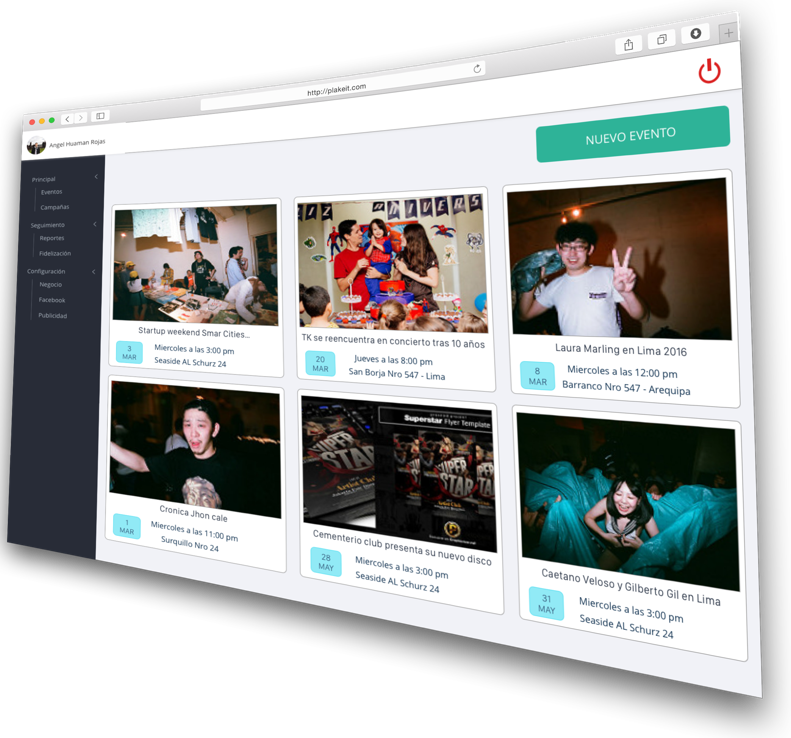 http://plakeit.com
Angel Huaman Rojas
NUEVO EVENTO
Principal
Eventos
Campañas
Seguimiento
Reportes
Fidelización
Configuración
Negocio
Facebook
Publicidad
Startup weekend Smar Cities...
3
MAR
Miercoles a las 3:00 pm
Seaside AL Schurz 24
TK se reencuentra en concierto tras 10 años
20
MAR
Jueves a las 8:00 pm
San Borja Nro 547 - Lima
Laura Marling en Lima 2016
8
MAR
Miercoles a las 12:00 pm
Barranco Nro 547 - Arequipa
Cronica Jhon cale
1
MAR
Miercoles a las 11:00 pm
Surquillo Nro 24
Superstar Flyer Template
SUPER
STAR
Artist Club
SUPER
STAR
Cementerio club presenta su nuevo disco
28
MAY
Miercoles a las 3:00 pm
Seaside AL Schurz 24
Caetano Veloso y Gilberto Gil en Lima
31
MAY
Miercoles a las 3:00 pm
Seaside AL Schurz 24